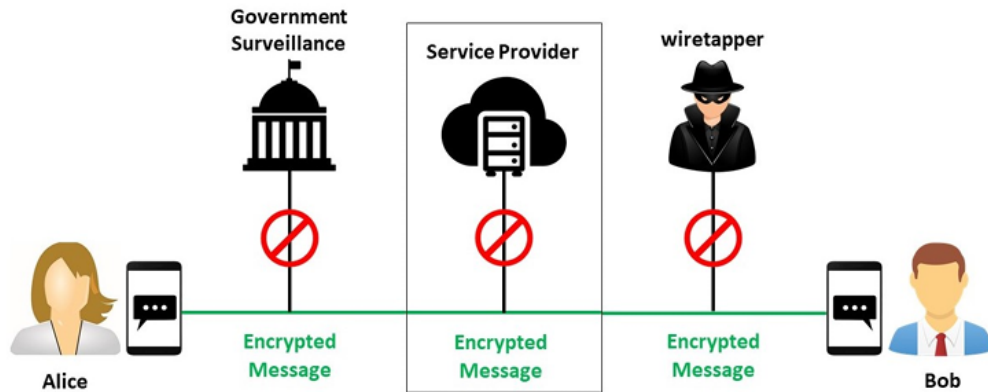 Government
Surveillance
Service Provider
wiretapper
Encrypted
Message
Encrypted
Message
Encrypted
Message
Alice
Bob